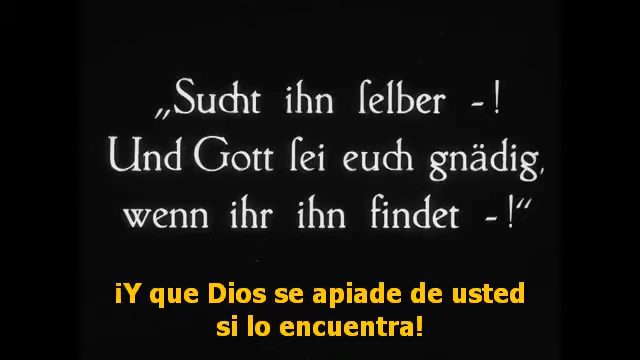 „Sucht ihn ſelber -!
Und Gott ſei euch gnädig,
wenn ihr ihn findet -!“
¡Y que Dios se apiade de usted
si lo encuentra!